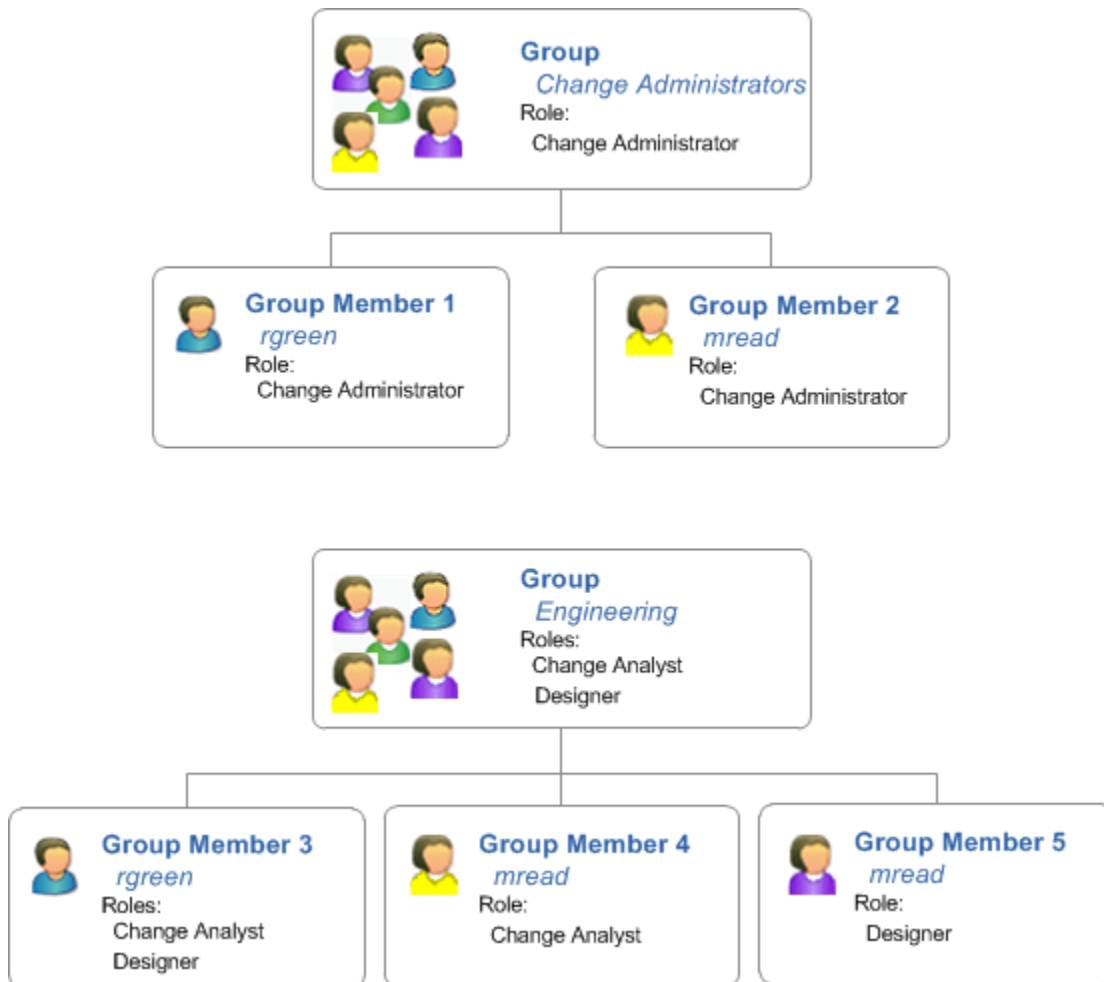 Group
Change Administrators
Role:
Change Administrator
Group Member 1
rgreen
Role:
Change Administrator
Group Member 2
mread
Role:
Change Administrator
Group
Engineering
Roles:
Change Analyst
Designer
Group Member 3
rgreen
Roles:
Change Analyst
Designer
Group Member 4
mread
Role:
Change Analyst
Group Member 5
mread
Role:
Designer